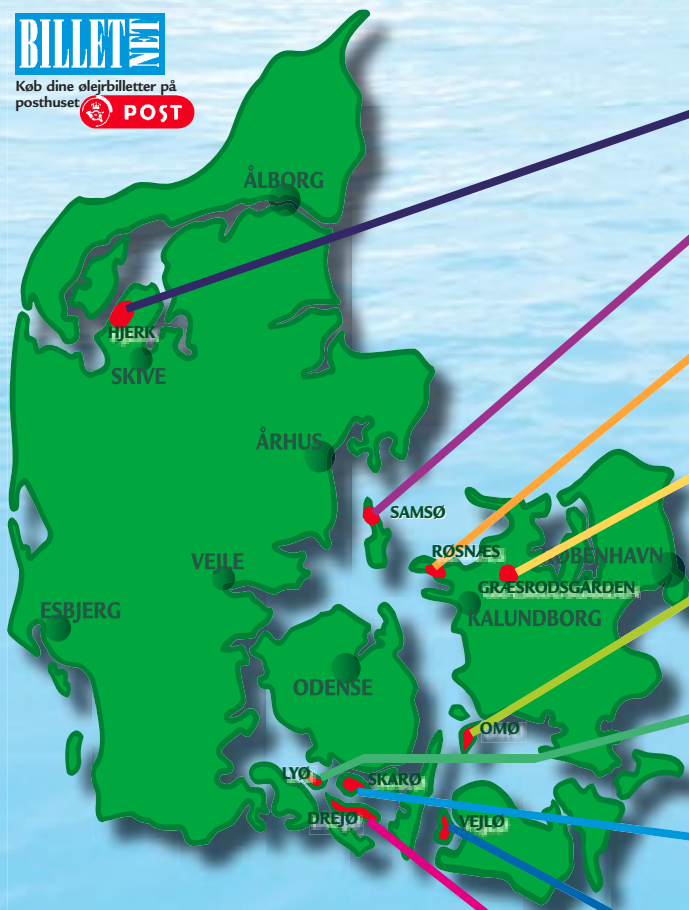 BILLET NET
Køb dine ølejrbilletter på
posthuset
POST
ÅLBORG
HJERK
SKIVE
ÅRHUS
SAMSØ
RØSNÆS
ØBENHAVN
VEJLE
GRÆSRODSGÅRDEN
ESBJERG
KALUNDBORG
ODENSE
OMØ
LYØ
SKARØ
DREJØ
VEJLØ